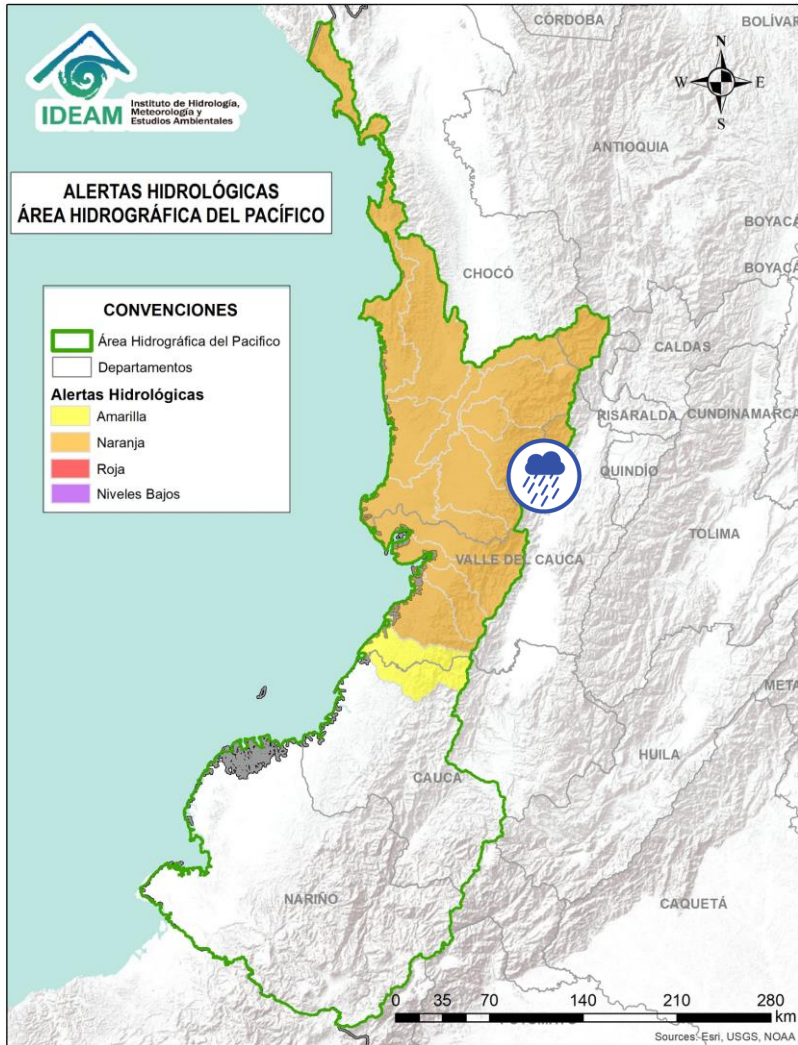 IDEAM
Instituto de Hidrología,
Meteorología y
Estudios Ambientales
CÓRDOBA
BOLÍVAR
N
W
E
S
ANTIOQUIA
ALERTAS HIDROLÓGICAS
ÁREA HIDROGRÁFICA DEL PACÍFICO
BOYACÁ
BOYACÁ
CHOCÓ
CONVENCIONES
Área Hidrográfica del Pacifico
Departamentos
Alertas Hidrológicas
Amarilla
Naranja
Roja
Niveles Bajos
CALDAS
RISARALDA
CUNDINAMARCA
QUINDÍO
TOLIMA
VALLE DEL CAUCA
META
HUILA
CAUCA
NARIÑO
CAQUETÁ
0 35 70 140 210 280
km
Sources: Esri, USGS, NOAA